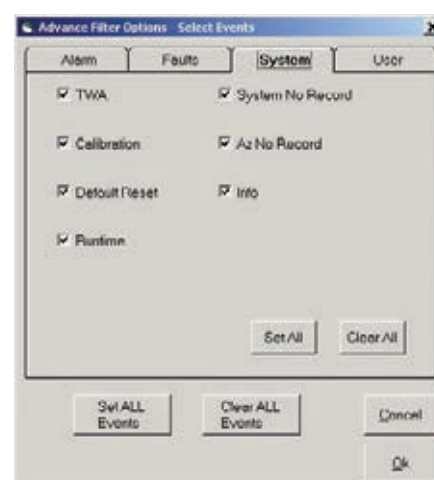 Advance Filter Options Select Events
Alarm Faults System User
TWA System No Record
Calibration Az No Record
Default Reset Info
Runtime
Set All Clear All
Set ALL Events Clear ALL Events Cancel
Ok